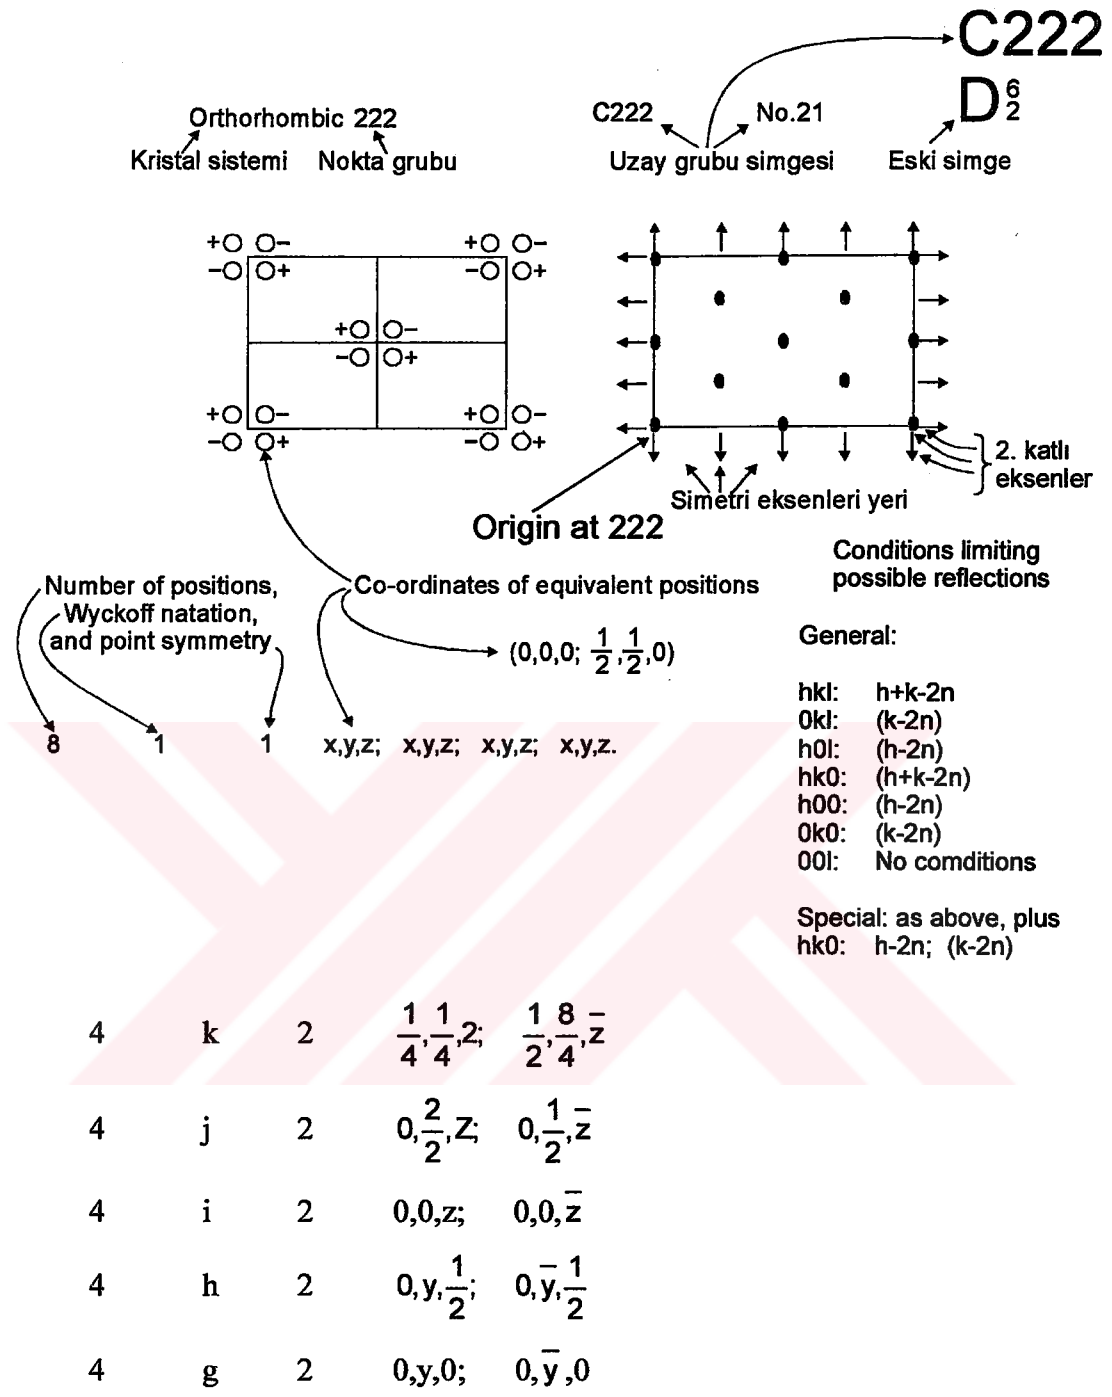 C222
D⁶₂
Orthorhombic 222
C222 No.21
Kristal sistemi Nokta grubu
Uzay grubu simgesi Eski simge
+ - + -
- + - +
+ -
- +
+ - + -
- + - +
2. katlı
eksenler
Simetri eksenleri yeri
Origin at 222
Conditions limiting
possible reflections
Number of positions,
Wyckoff natation,
and point symmetry
Co-ordinates of equivalent positions
(0,0,0; 1/2,1/2,0)
General:
hkl: h+k-2n
0kl: (k-2n)
h0l: (h-2n)
hk0: (h+k-2n)
h00: (h-2n)
0k0: (k-2n)
00l: No comditions
8 1 1 x,y,z; x,y,z; x,y,z; x,y,z.
Special: as above, plus
hk0: h-2n; (k-2n)
4 k 2 1/4,1/4,2; 1/2,8/4,z̄
4 j 2 0,2/2,Z; 0,1/2,z̄
4 i 2 0,0,z; 0,0,z̄
4 h 2 0,y,1/2; 0,ȳ,1/2
4 g 2 0,y,0; 0,ȳ,0